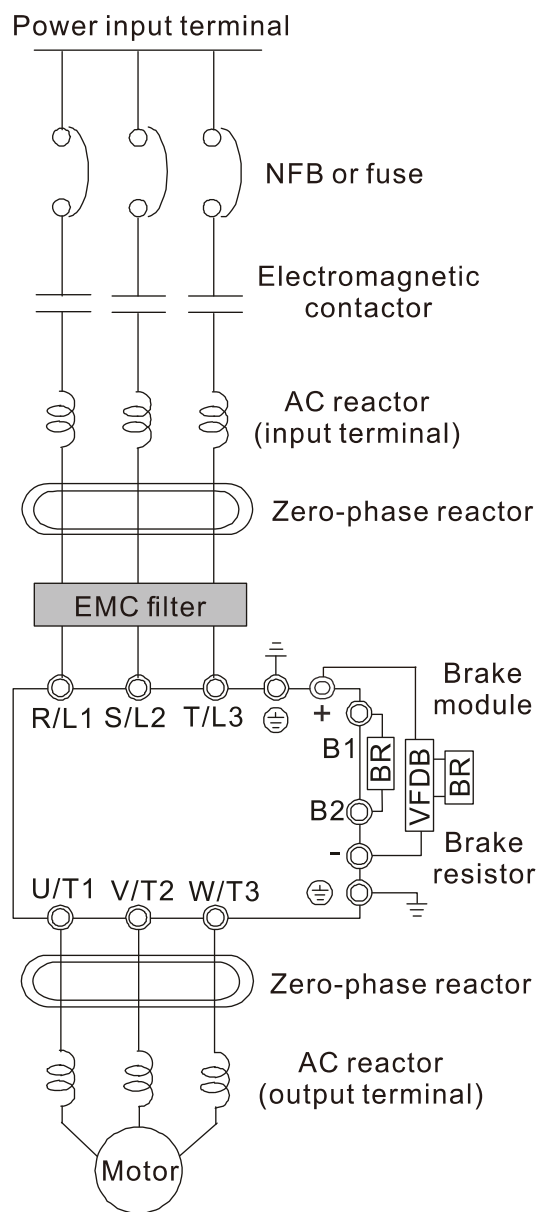 Power input terminal
NFB or fuse
Electromagnetic
contactor
AC reactor
(input terminal)
Zero-phase reactor
EMC filter
R/L1 S/L2 T/L3
+
Brake
module
B1
BR
VFDB
BR
B2
-
Brake
resistor
U/T1 V/T2 W/T3
Zero-phase reactor
AC reactor
(output terminal)
Motor